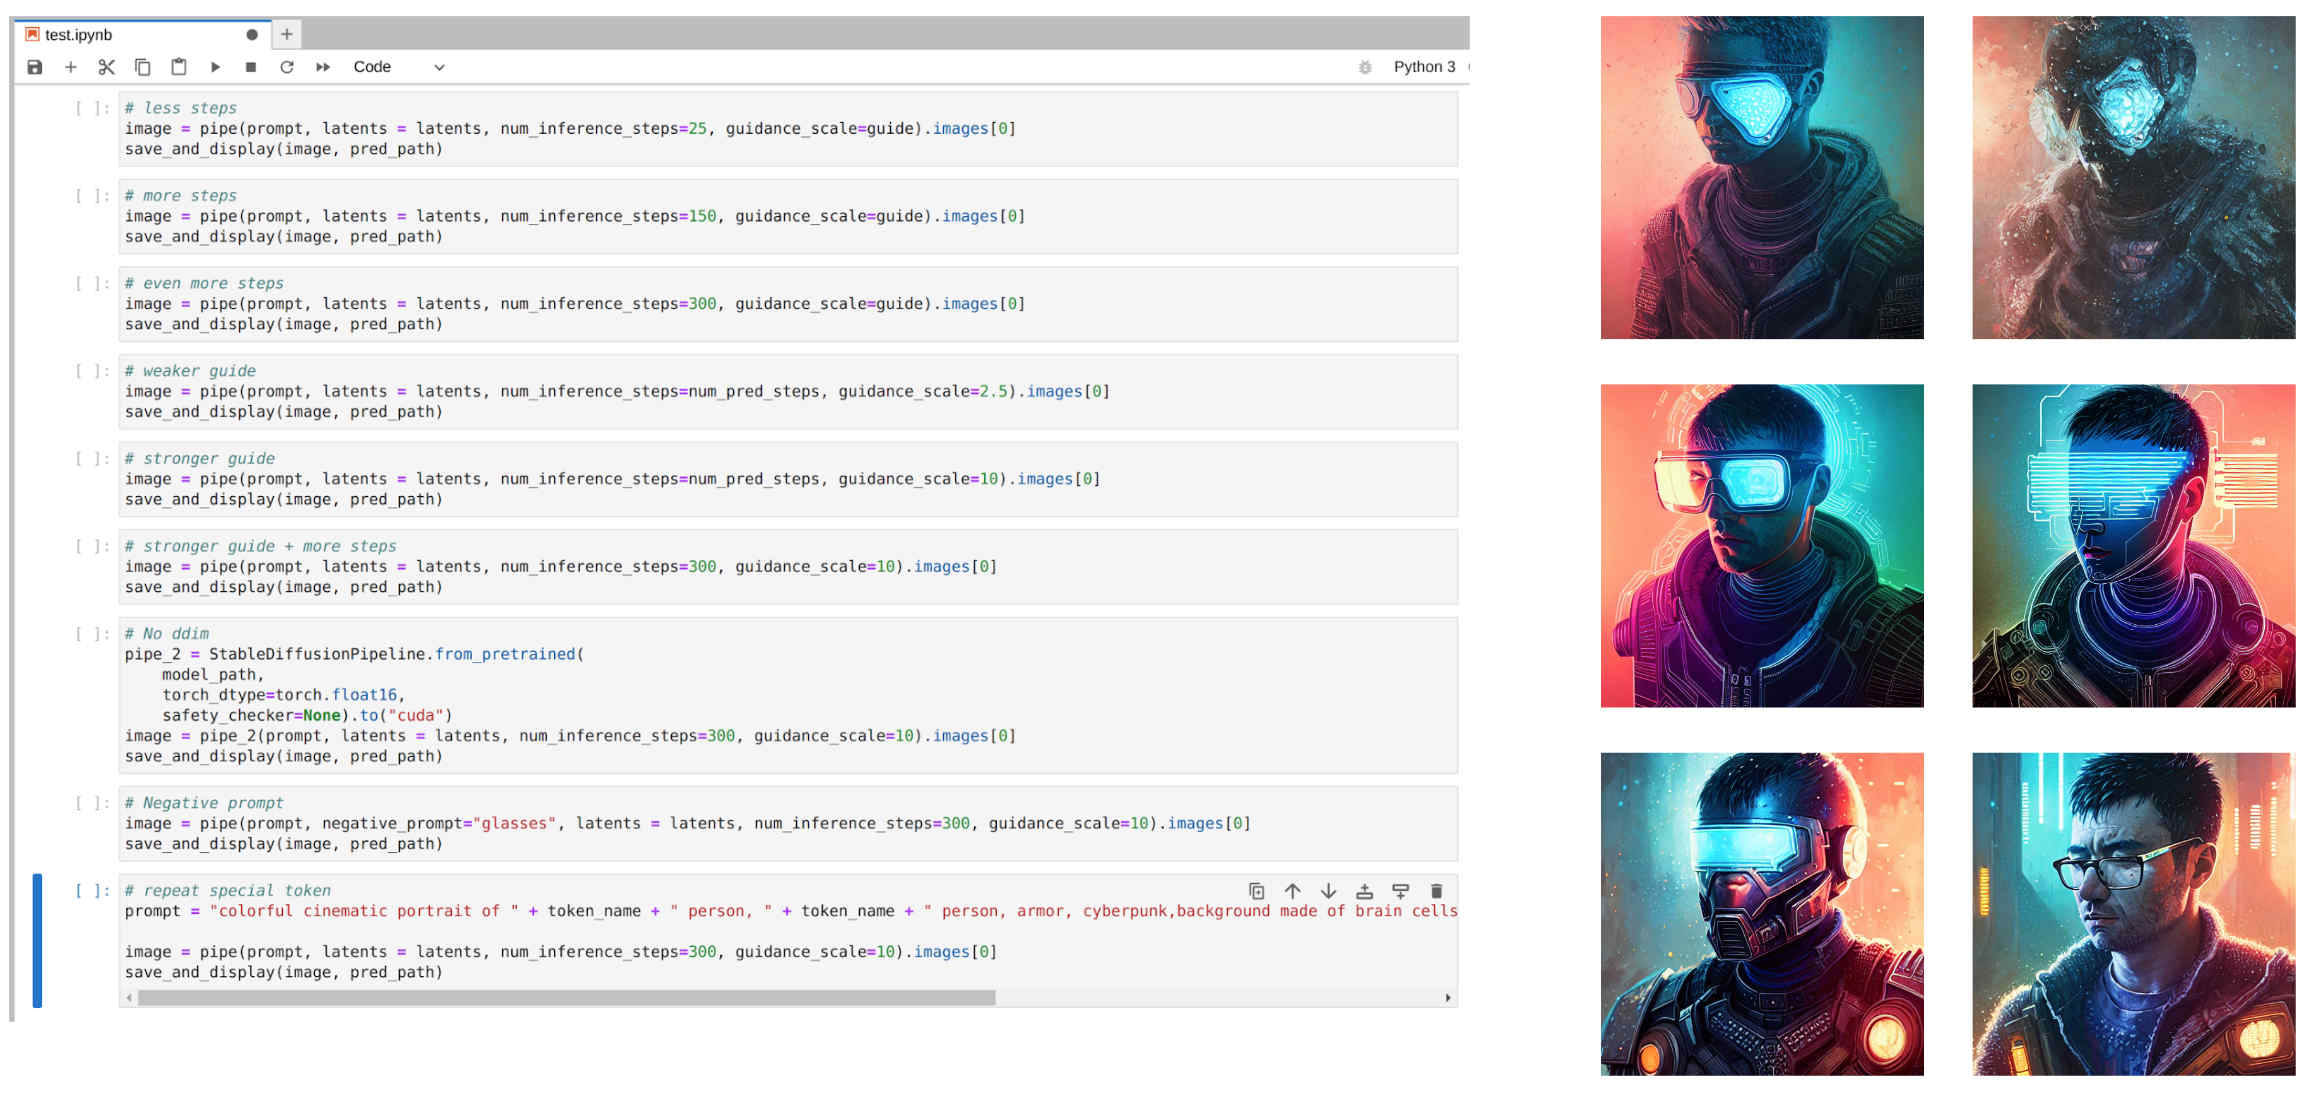 test.ipynb
Code
Python 3
[ ]:
# less steps
image = pipe(prompt, latents = latents, num_inference_steps=25, guidance_scale=guide).images[0]
save_and_display(image, pred_path)
[ ]:
# more steps
image = pipe(prompt, latents = latents, num_inference_steps=150, guidance_scale=guide).images[0]
save_and_display(image, pred_path)
[ ]:
# even more steps
image = pipe(prompt, latents = latents, num_inference_steps=300, guidance_scale=guide).images[0]
save_and_display(image, pred_path)
[ ]:
# weaker guide
image = pipe(prompt, latents = latents, num_inference_steps=num_pred_steps, guidance_scale=2.5).images[0]
save_and_display(image, pred_path)
[ ]:
# stronger guide
image = pipe(prompt, latents = latents, num_inference_steps=num_pred_steps, guidance_scale=10).images[0]
save_and_display(image, pred_path)
[ ]:
# stronger guide + more steps
image = pipe(prompt, latents = latents, num_inference_steps=300, guidance_scale=10).images[0]
save_and_display(image, pred_path)
[ ]:
# No ddim
pipe_2 = StableDiffusionPipeline.from_pretrained(
    model_path,
    torch_dtype=torch.float16,
    safety_checker=None).to("cuda")
image = pipe_2(prompt, latents = latents, num_inference_steps=300, guidance_scale=10).images[0]
save_and_display(image, pred_path)
[ ]:
# Negative prompt
image = pipe(prompt, negative_prompt="glasses", latents = latents, num_inference_steps=300, guidance_scale=10).images[0]
save_and_display(image, pred_path)
[ ]:
# repeat special token
prompt = "colorful cinematic portrait of " + token_name + " person, " + token_name + " person, armor, cyberpunk,background made of brain cells
image = pipe(prompt, latents = latents, num_inference_steps=300, guidance_scale=10).images[0]
save_and_display(image, pred_path)